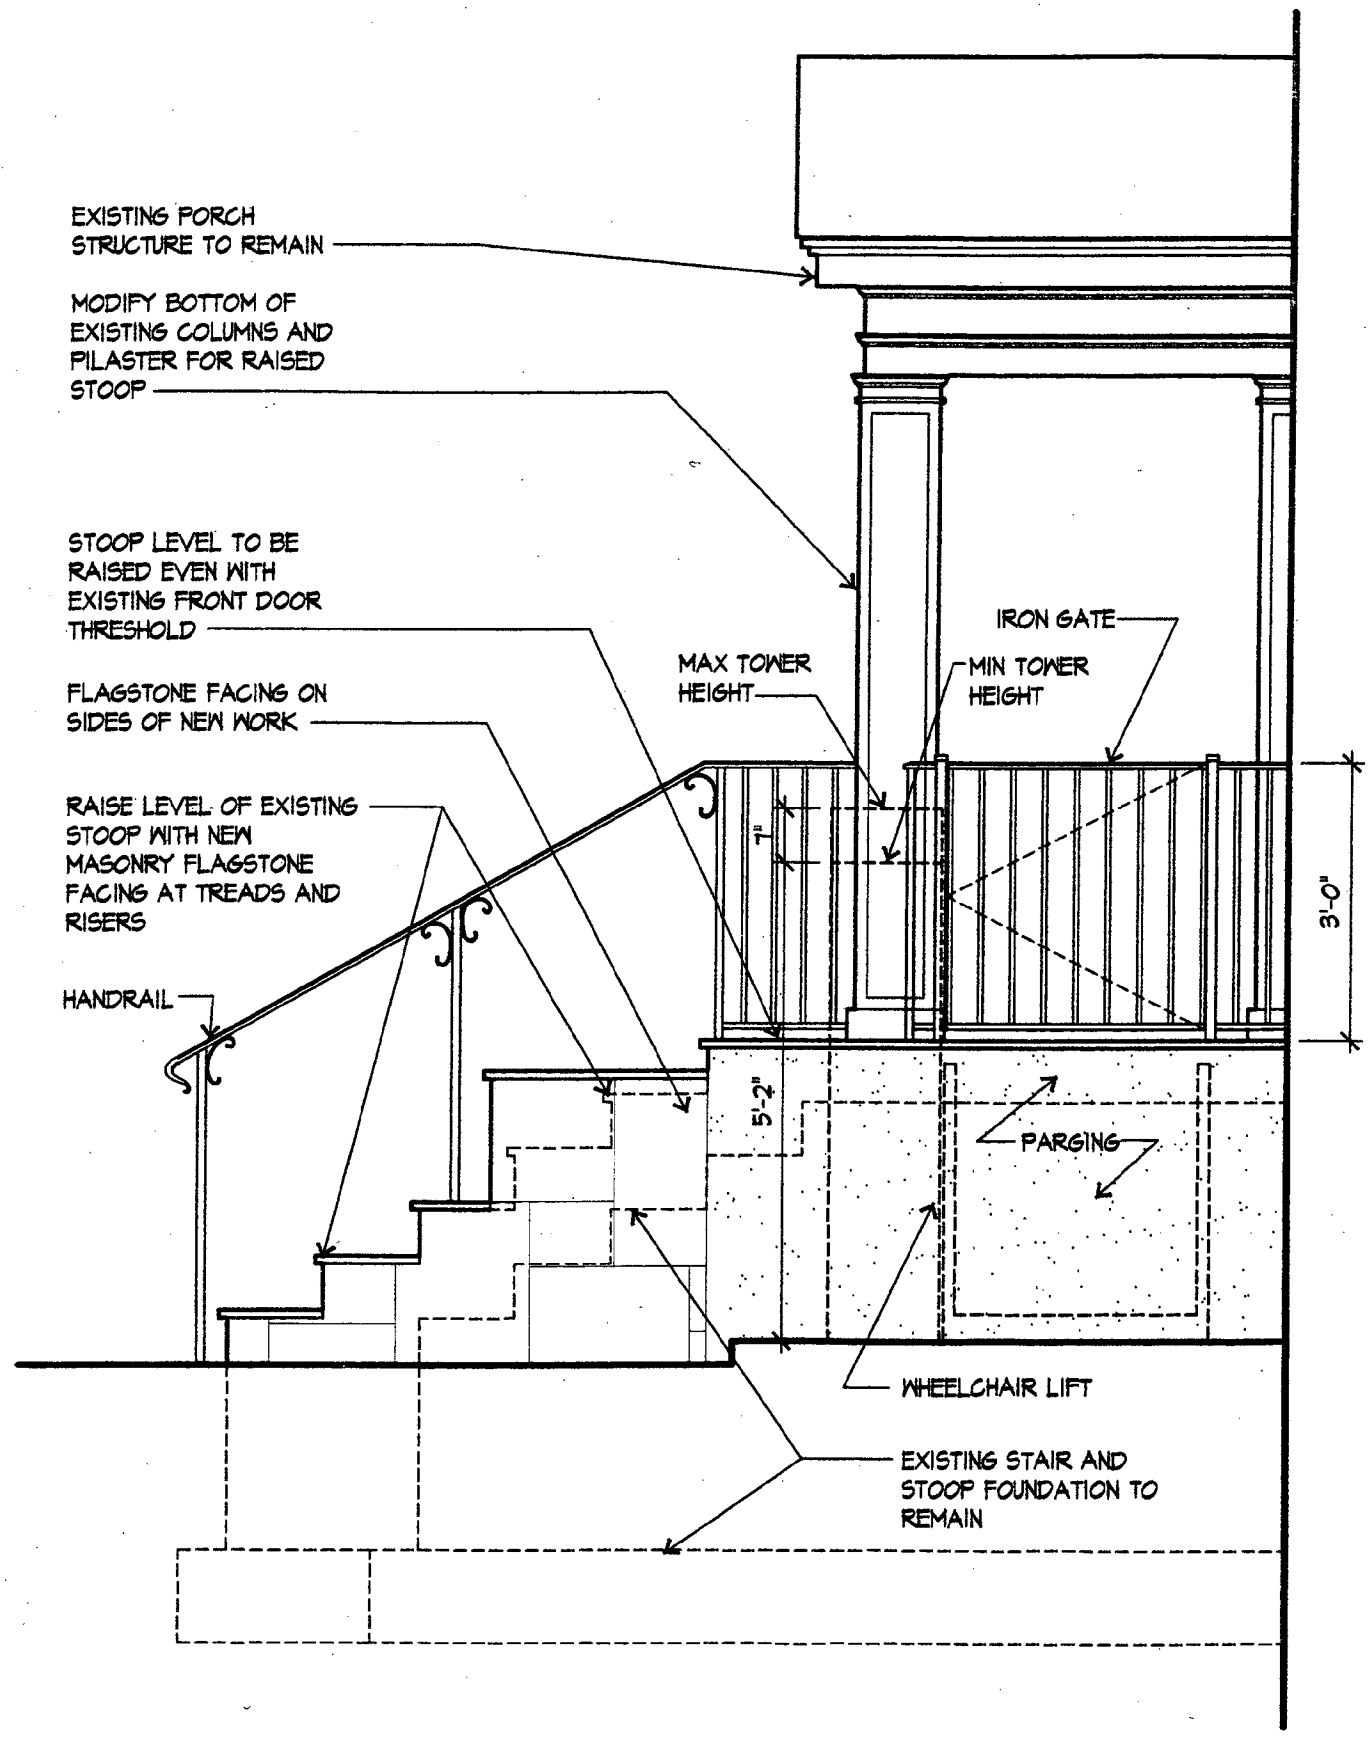 EXISTING PORCH
STRUCTURE TO REMAIN
MODIFY BOTTOM OF
EXISTING COLUMNS AND
PILASTER FOR RAISED
STOOP
STOOP LEVEL TO BE
RAISED EVEN WITH
EXISTING FRONT DOOR
THRESHOLD
FLAGSTONE FACING ON
SIDES OF NEW WORK
RAISE LEVEL OF EXISTING
STOOP WITH NEW
MASONRY FLAGSTONE
FACING AT TREADS AND
RISERS
HANDRAIL
MAX TOWER
HEIGHT
IRON GATE
MIN TOWER
HEIGHT
7"
3'-0"
5'-2"
PARGING
WHEELCHAIR LIFT
EXISTING STAIR AND
STOOP FOUNDATION TO
REMAIN